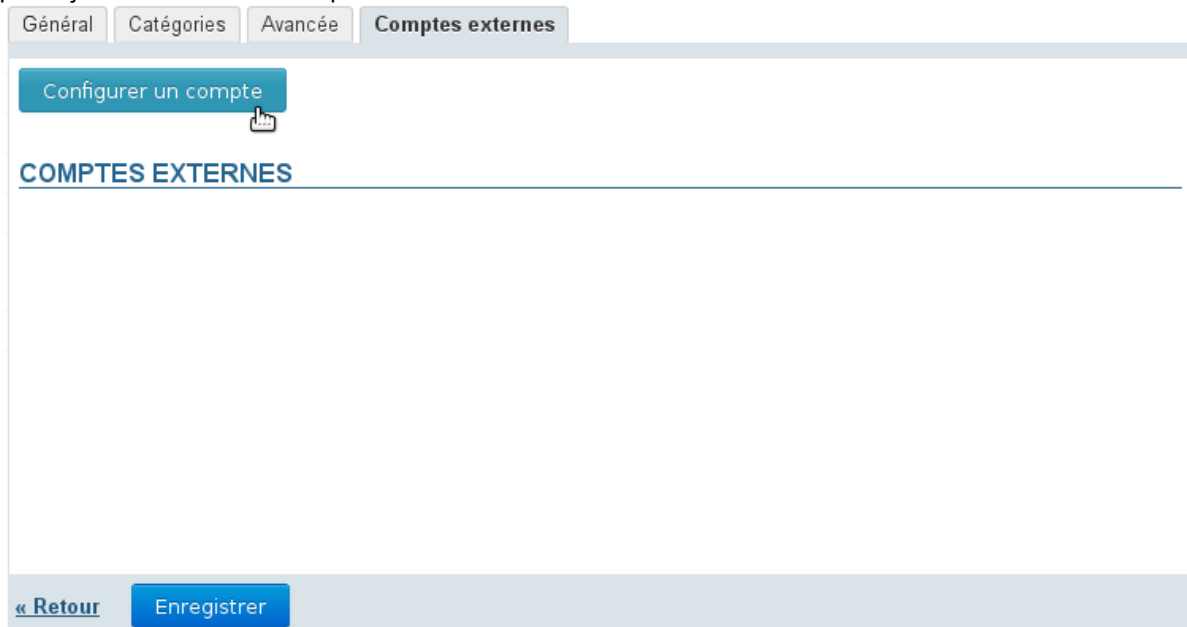 Général Catégories Avancée Comptes externes
Configurer un compte
COMPTES EXTERNES
« Retour Enregistrer